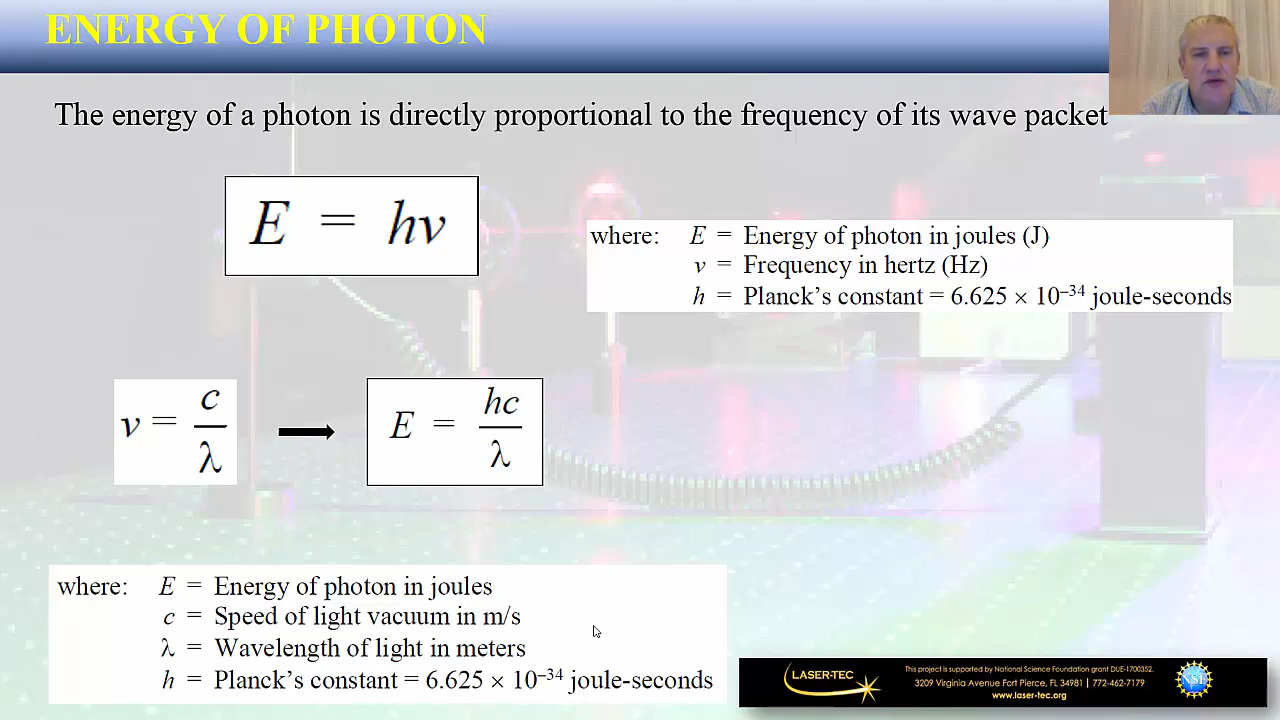 ENERGY OF PHOTON
The energy of a photon is directly proportional to the frequency of its wave packet
E = hν
where: E = Energy of photon in joules (J)
ν = Frequency in hertz (Hz)
h = Planck’s constant = 6.625 × 10⁻³⁴ joule-seconds
ν = c/λ
E = hc/λ
where: E = Energy of photon in joules
c = Speed of light vacuum in m/s
λ = Wavelength of light in meters
h = Planck’s constant = 6.625 × 10⁻³⁴ joule-seconds
LASER-TEC
This project is supported by National Science Foundation grant DUE-1700352.
3209 Virginia Avenue Fort Pierce, FL 34981 | 772-462-7179
www.laser-tec.org
NSF